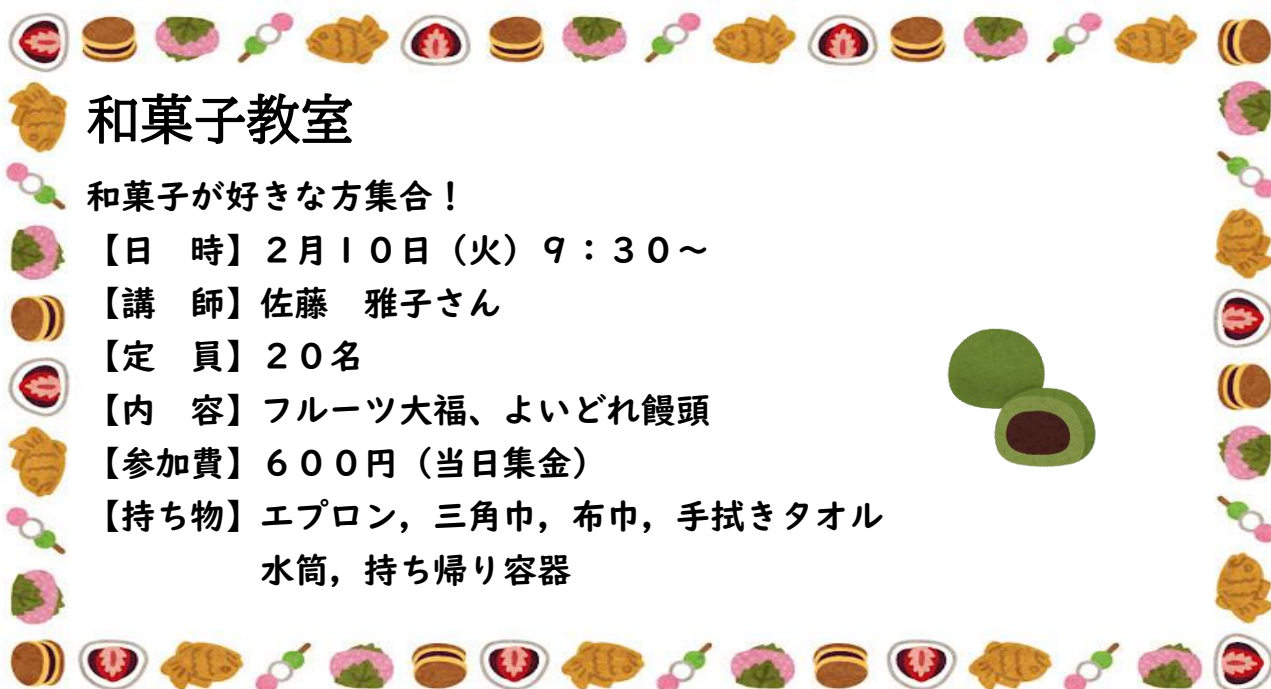 和菓子教室
和菓子が好きな方集合！
【日　時】２月１０日（火）９：３０～
【講　師】佐藤　雅子さん
【定　員】２０名
【内　容】フルーツ大福、よいどれ饅頭
【参加費】６００円（当日集金）
【持ち物】エプロン，三角巾，布巾，手拭きタオル
水筒，持ち帰り容器